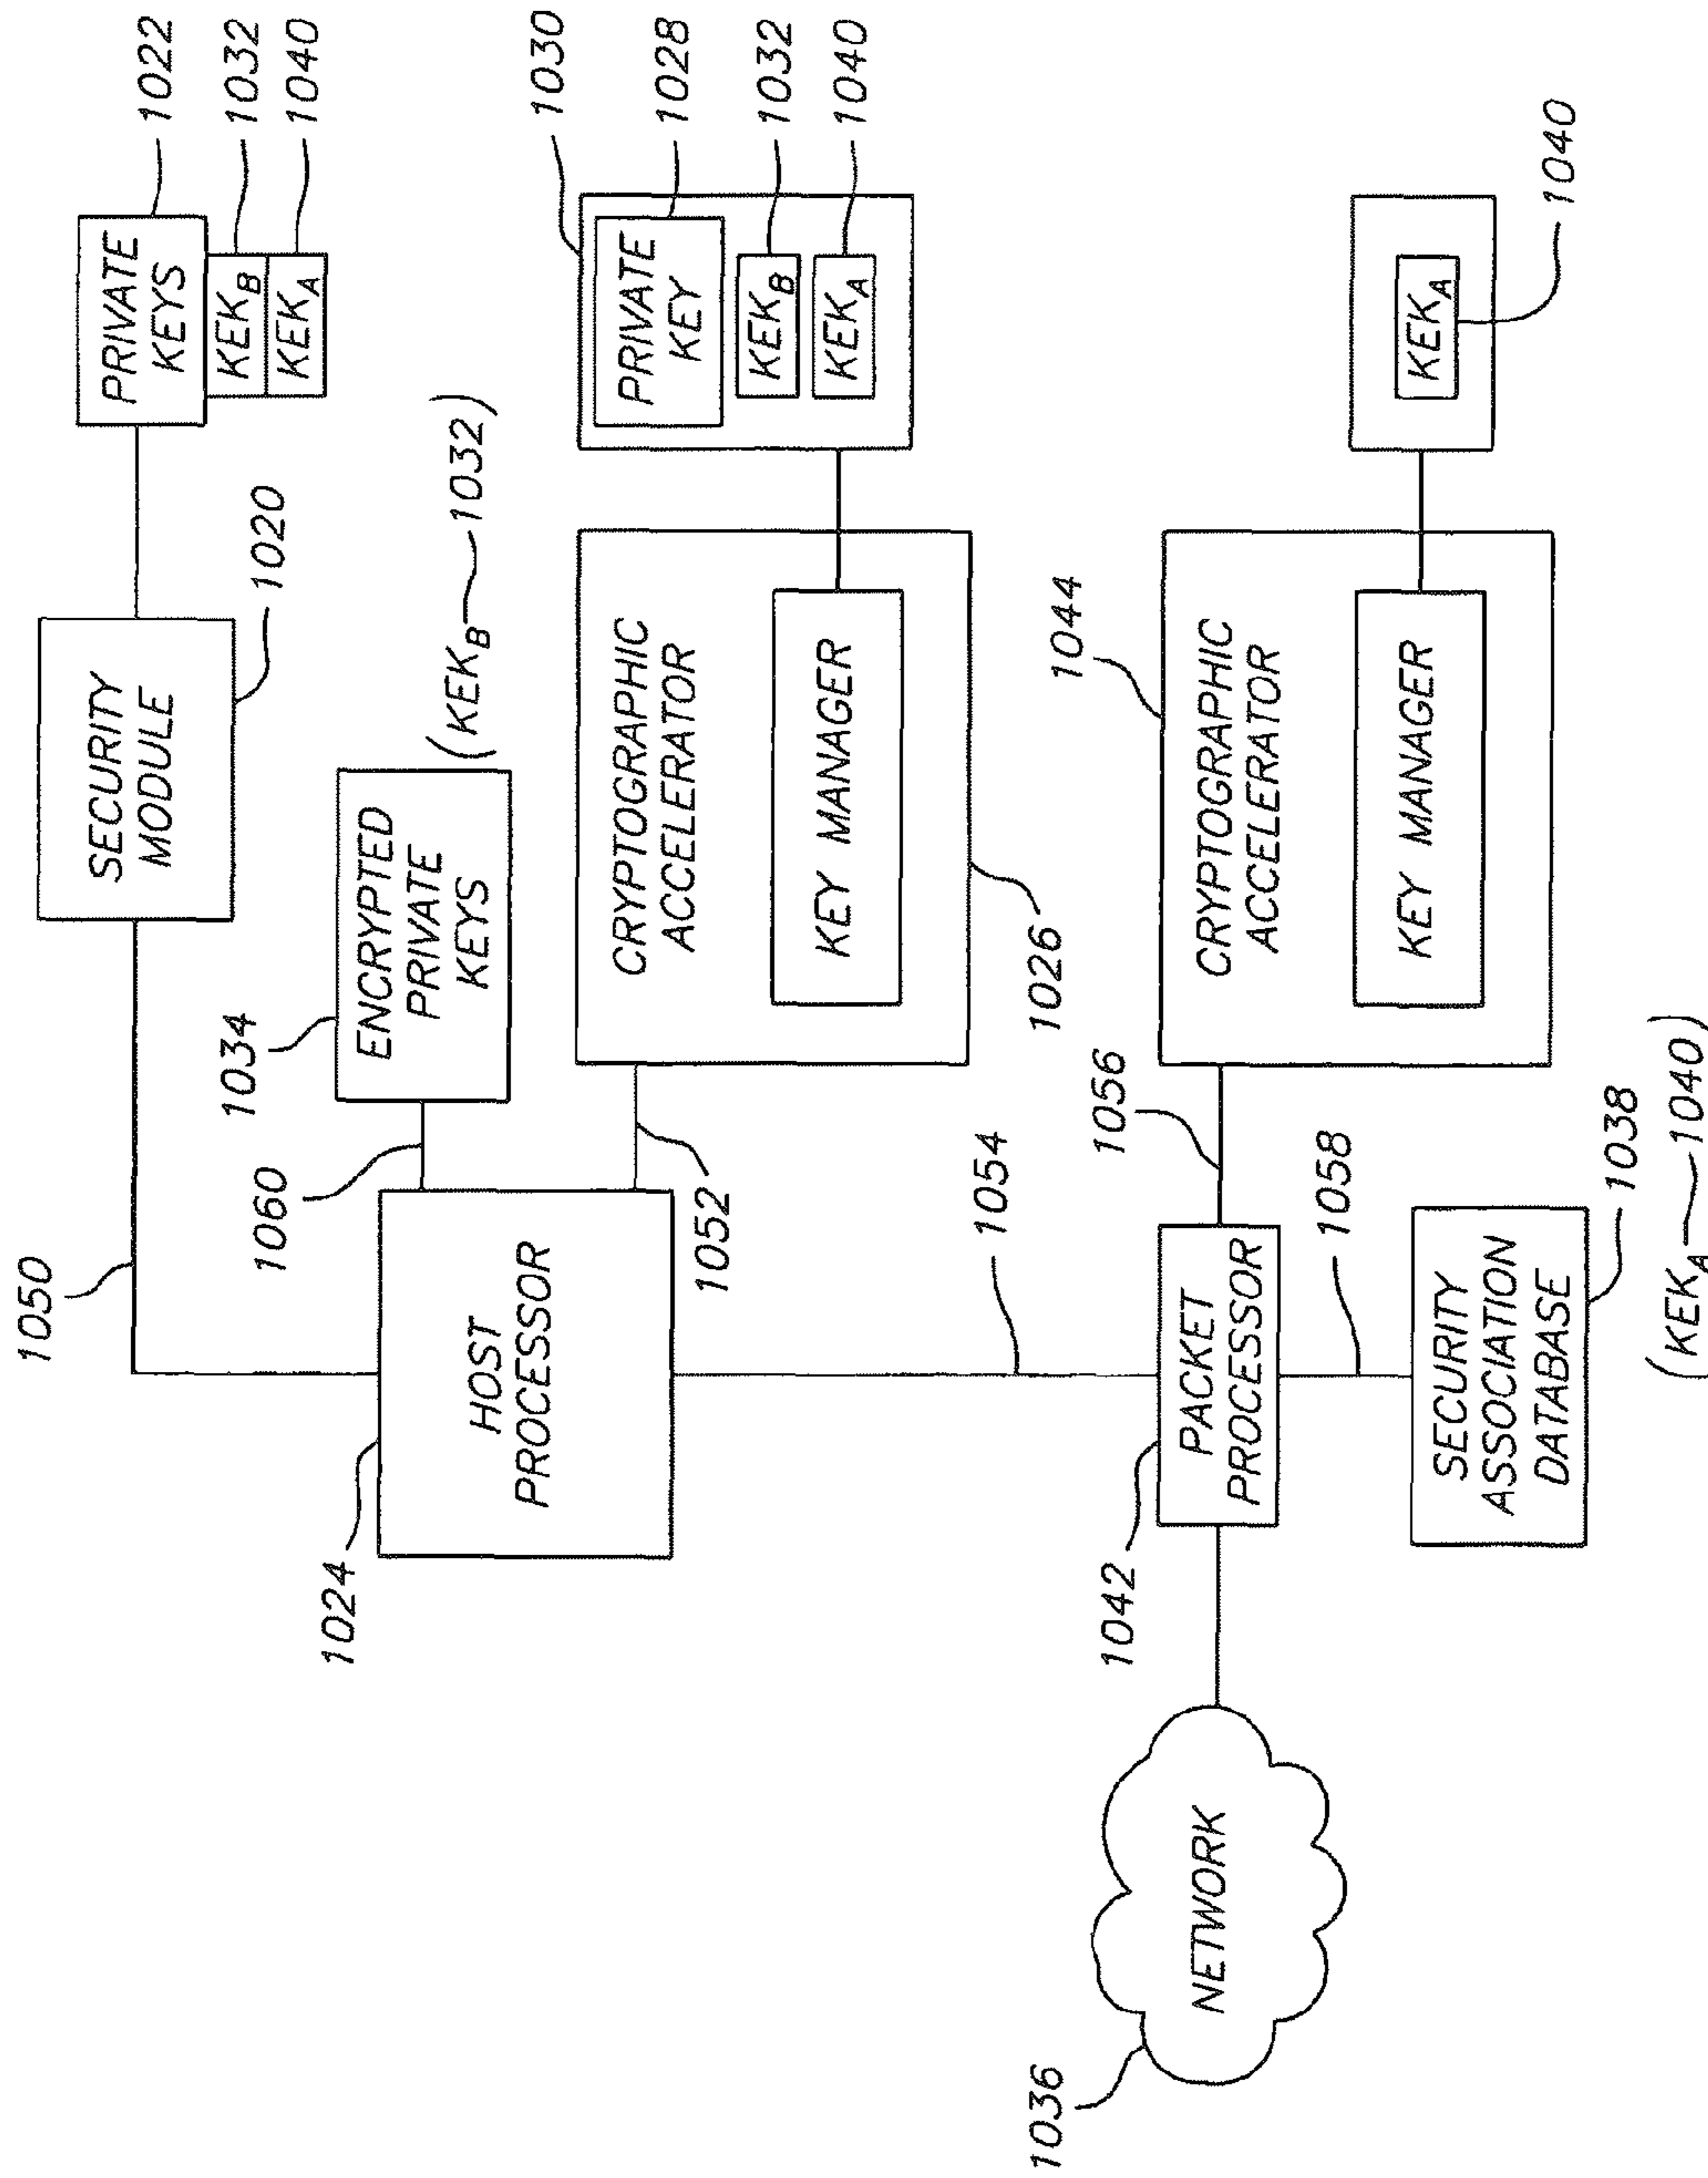 1050
SECURITY
MODULE
1020
PRIVATE
KEYS
1022
KEK_B
1032
KEK_A
1040
1034
ENCRYPTED
PRIVATE
KEYS
(KEK_B 1032)
1060
1024
HOST
PROCESSOR
1052
CRYPTOGRAPHIC
ACCELERATOR
KEY MANAGER
1026
1030
PRIVATE
KEY
1028
KEK_B
1032
KEK_A
1040
1054
1036
NETWORK
1042
PACKET
PROCESSOR
1056
1044
CRYPTOGRAPHIC
ACCELERATOR
KEY MANAGER
KEK_A
1040
1058
SECURITY
ASSOCIATION
DATABASE
1038
(KEK_A 1040)